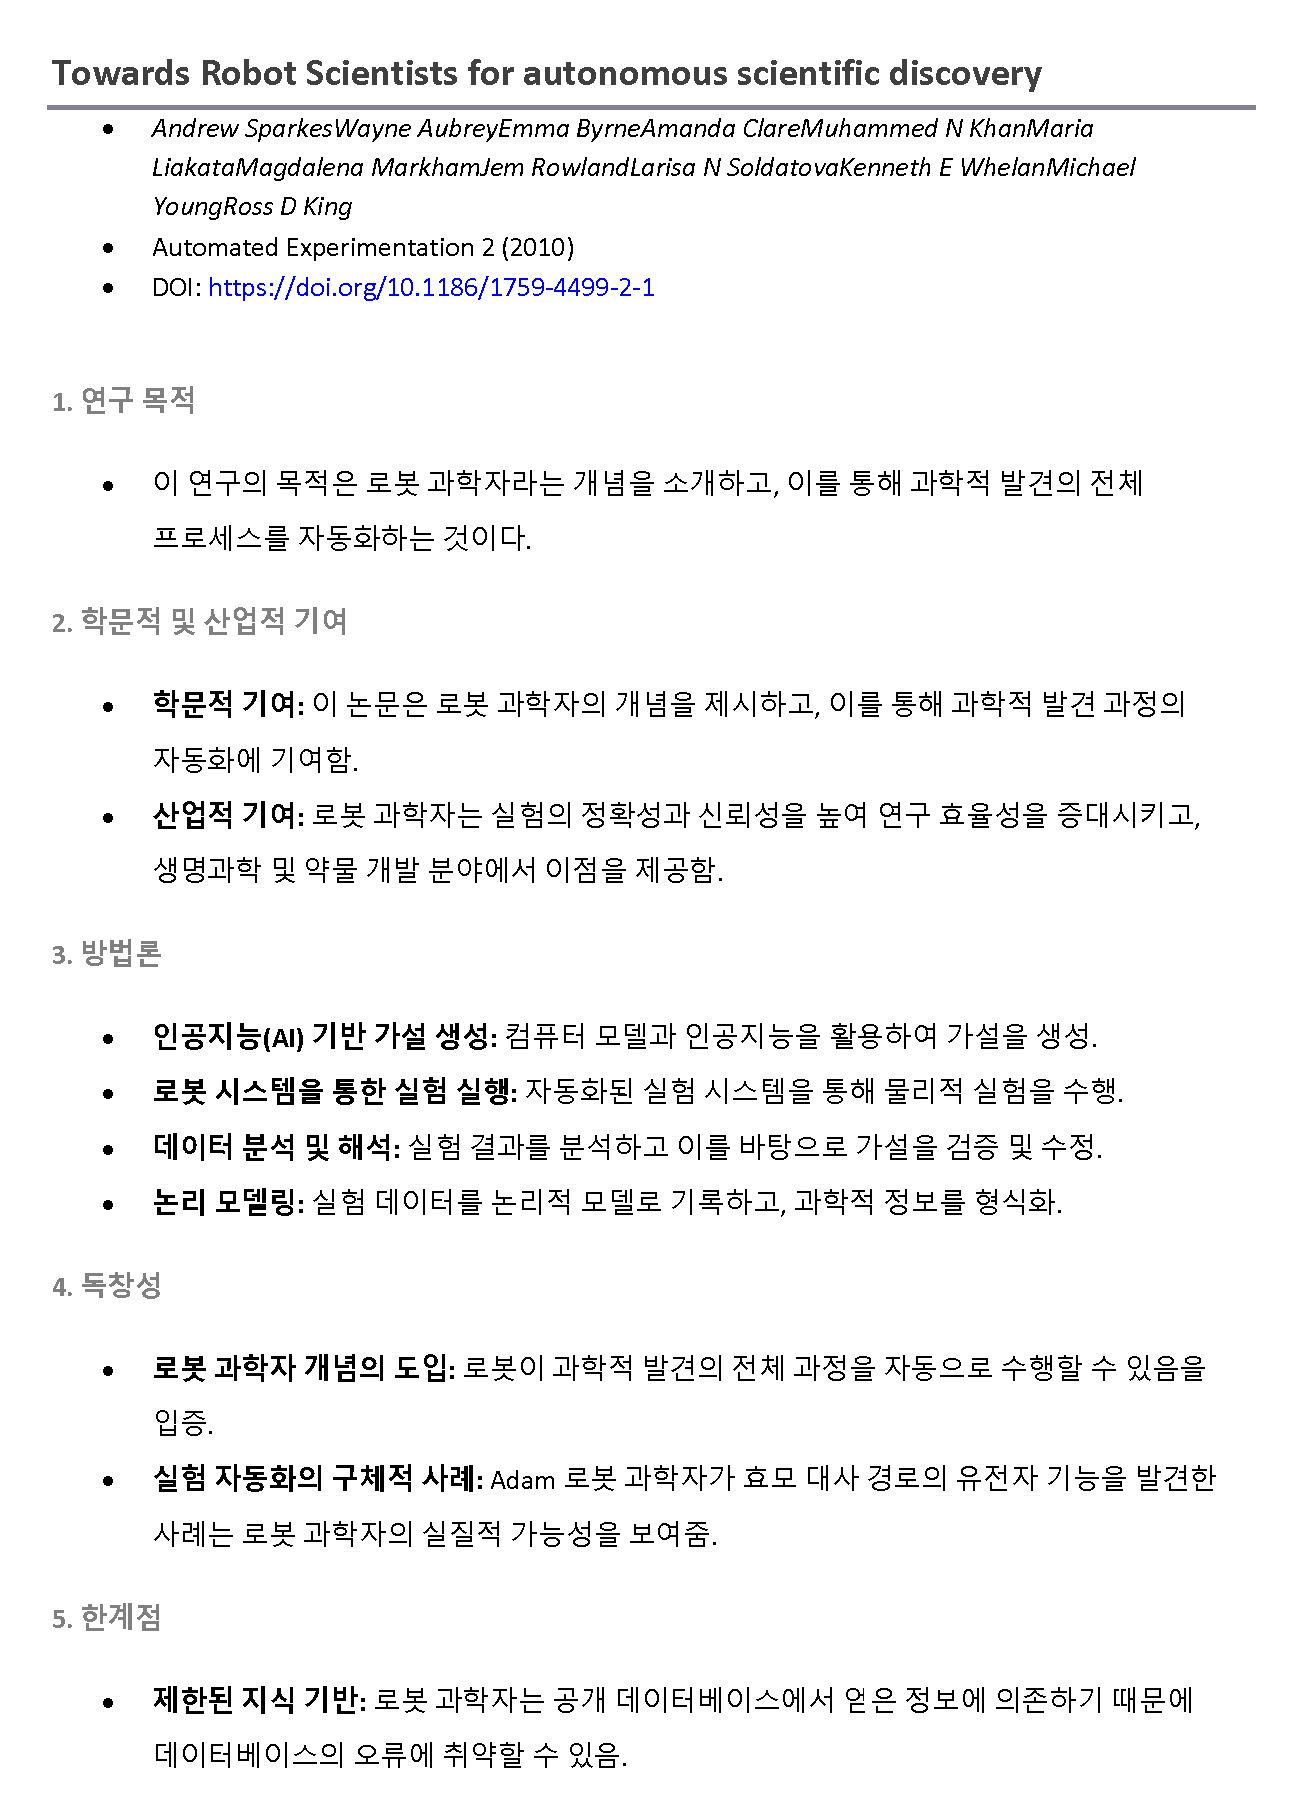 Towards Robot Scientists for autonomous scientific discovery
• Andrew SparkesWayne AubreyEmma ByrneAmanda ClareMuhammed N KhanMaria
LiakataMagdalena MarkhamJem RowlandLarisa N SoldatovaKenneth E WhelanMichael
YoungRoss D King
• Automated Experimentation 2 (2010)
• DOI: https://doi.org/10.1186/1759-4499-2-1
1. 연구 목적
• 이 연구의 목적은 로봇 과학자라는 개념을 소개하고, 이를 통해 과학적 발견의 전체
프로세스를 자동화하는 것이다.
2. 학문적 및 산업적 기여
• 학문적 기여: 이 논문은 로봇 과학자의 개념을 제시하고, 이를 통해 과학적 발견 과정의
자동화에 기여함.
• 산업적 기여: 로봇 과학자는 실험의 정확성과 신뢰성을 높여 연구 효율성을 증대시키고,
생명과학 및 약물 개발 분야에서 이점을 제공함.
3. 방법론
• 인공지능(AI) 기반 가설 생성: 컴퓨터 모델과 인공지능을 활용하여 가설을 생성.
• 로봇 시스템을 통한 실험 실행: 자동화된 실험 시스템을 통해 물리적 실험을 수행.
• 데이터 분석 및 해석: 실험 결과를 분석하고 이를 바탕으로 가설을 검증 및 수정.
• 논리 모델링: 실험 데이터를 논리적 모델로 기록하고, 과학적 정보를 형식화.
4. 독창성
• 로봇 과학자 개념의 도입: 로봇이 과학적 발견의 전체 과정을 자동으로 수행할 수 있음을
입증.
• 실험 자동화의 구체적 사례: Adam 로봇 과학자가 효모 대사 경로의 유전자 기능을 발견한
사례는 로봇 과학자의 실질적 가능성을 보여줌.
5. 한계점
• 제한된 지식 기반: 로봇 과학자는 공개 데이터베이스에서 얻은 정보에 의존하기 때문에
데이터베이스의 오류에 취약할 수 있음.